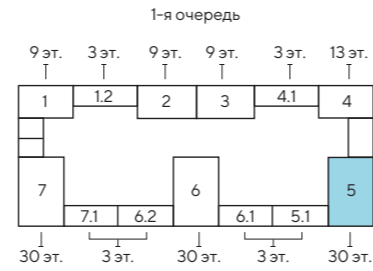 1-я очередь
9 эт. 3 эт. 9 эт. 9 эт. 3 эт. 13 эт.
1 1.2 2 3 4.1 4
7 6 5
7.1 6.2 6.1 5.1
30 эт. 3 эт. 30 эт. 3 эт. 30 эт.